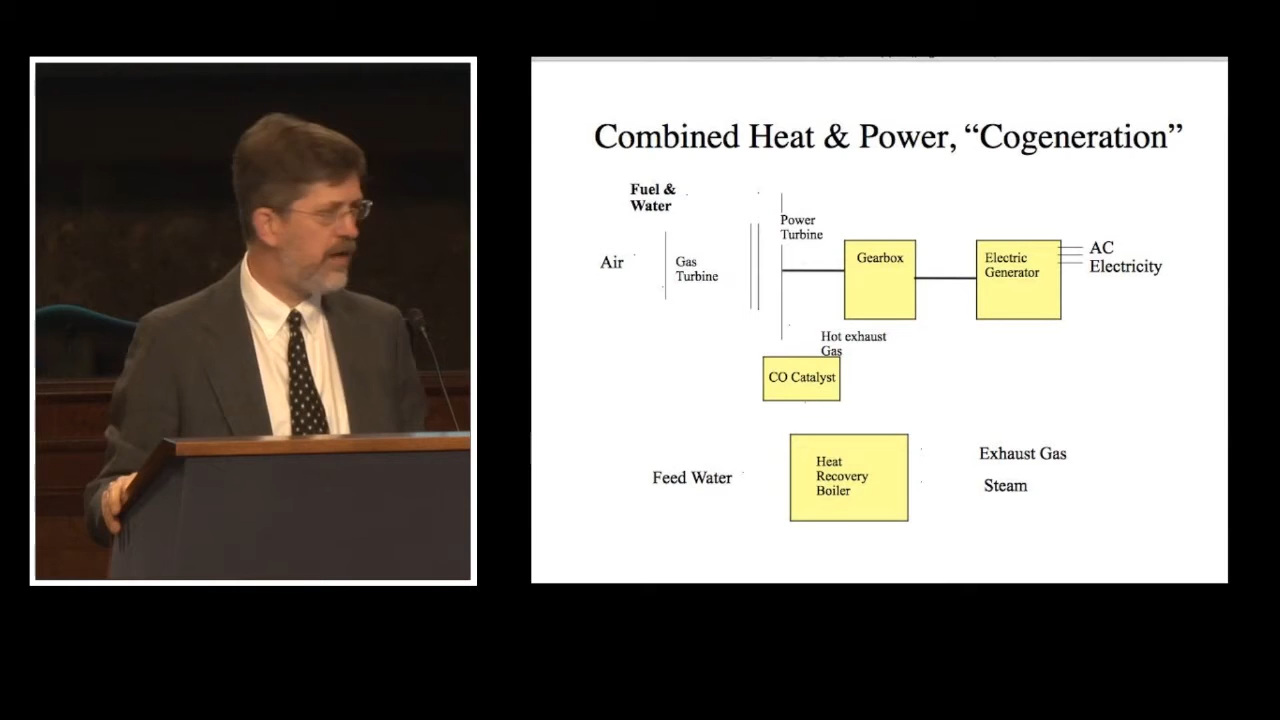 Combined Heat & Power, “Cogeneration”
Fuel &
Water
Power
Turbine
Air
Gas
Turbine
Gearbox
Electric
Generator
AC
Electricity
Hot exhaust
Gas
CO Catalyst
Feed Water
Heat
Recovery
Boiler
Exhaust Gas
Steam